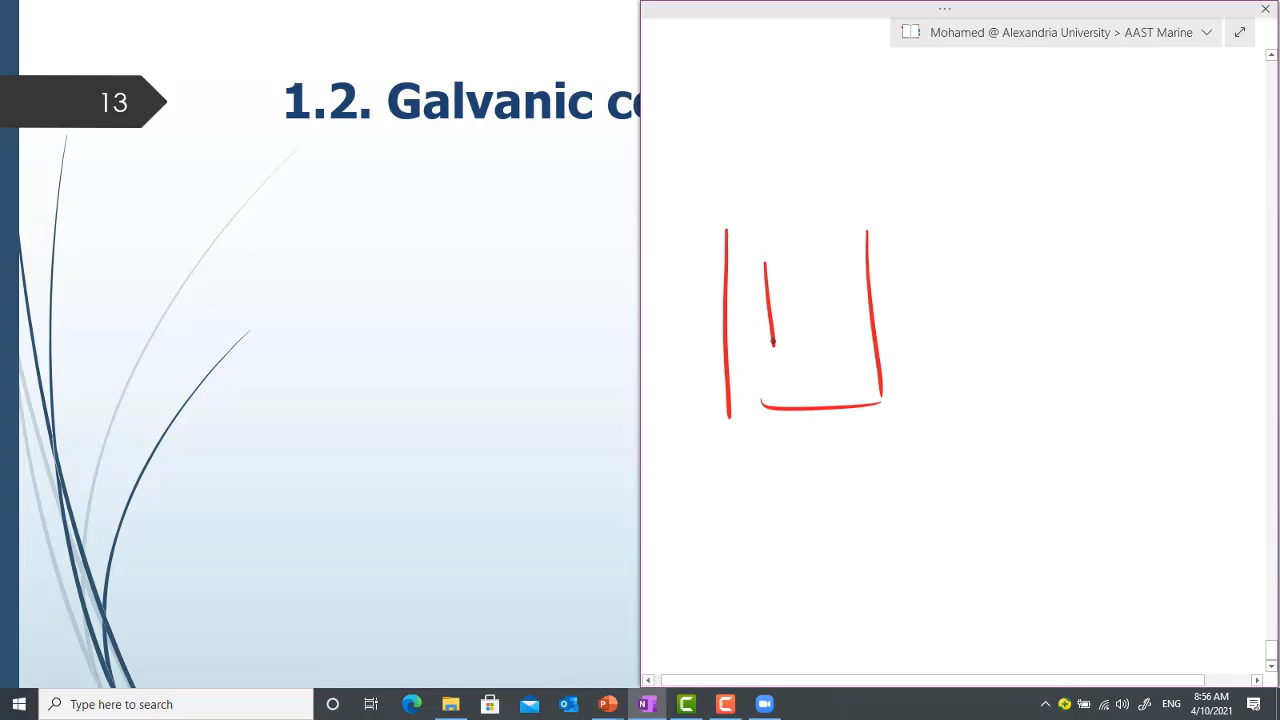 Mohamed @ Alexandria University > AAST Marine
13
1.2. Galvanic
Type here to search
ENG
8:56 AM
4/10/2021